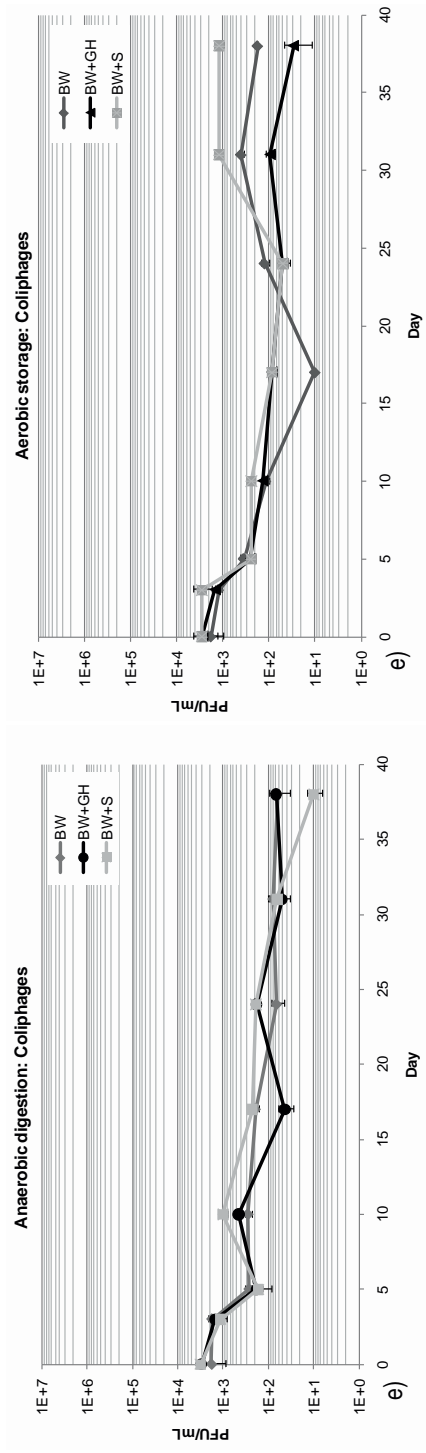 Anaerobic digestion: Coliphages
1E+7
1E+6
1E+5
1E+4
1E+3
1E+2
1E+1
1E+0
PFU/mL
BW
BW+GH
BW+S
0 5 10 15 20 25 30 35 40
Day
e)
Aerobic storage: Coliphages
1E+7
1E+6
1E+5
1E+4
1E+3
1E+2
1E+1
1E+0
PFU/mL
BW
BW+GH
BW+S
0 5 10 15 20 25 30 35 40
Day
e)